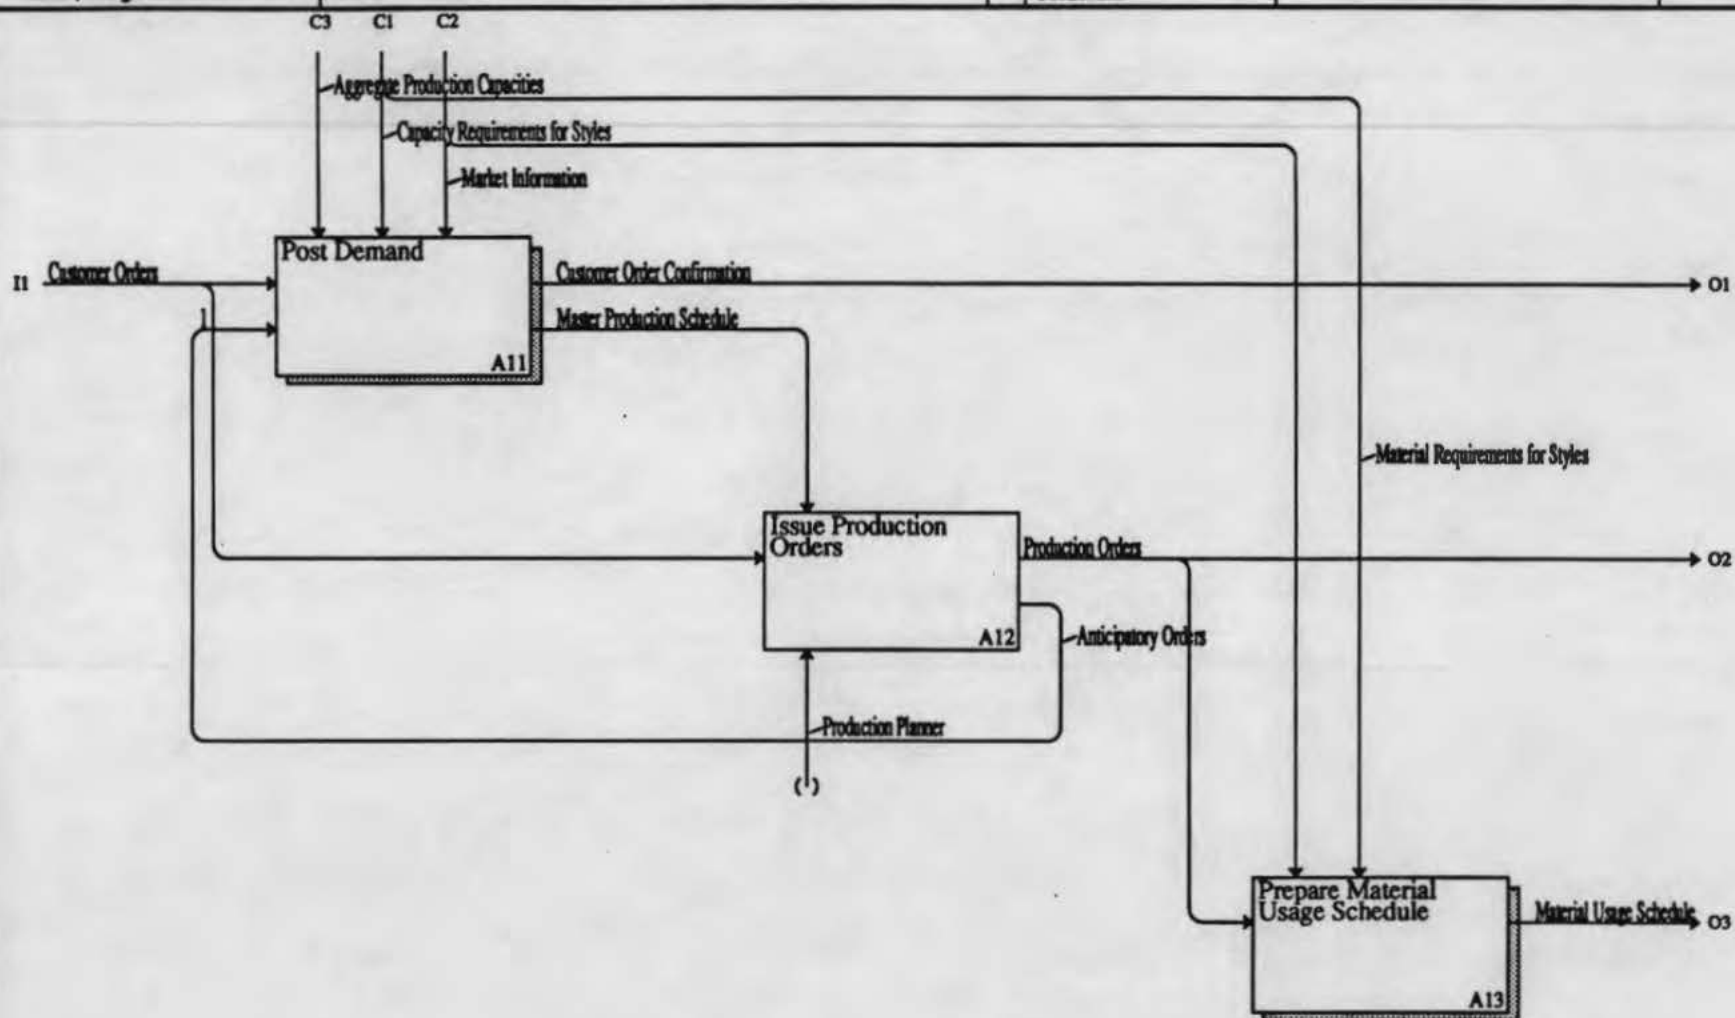 C3 C1 C2
Aggregate Production Capacities
Capacity Requirements for Styles
Market Information
Post Demand
I1 Customer Orders
Customer Order Confirmation
O1
1
Master Production Schedule
A11
Material Requirements for Styles
Issue Production
Orders
Production Orders
O2
A12
Anticipatory Orders
Production Planner
( )
Prepare Material
Usage Schedule
Material Usage Schedule
O3
A13